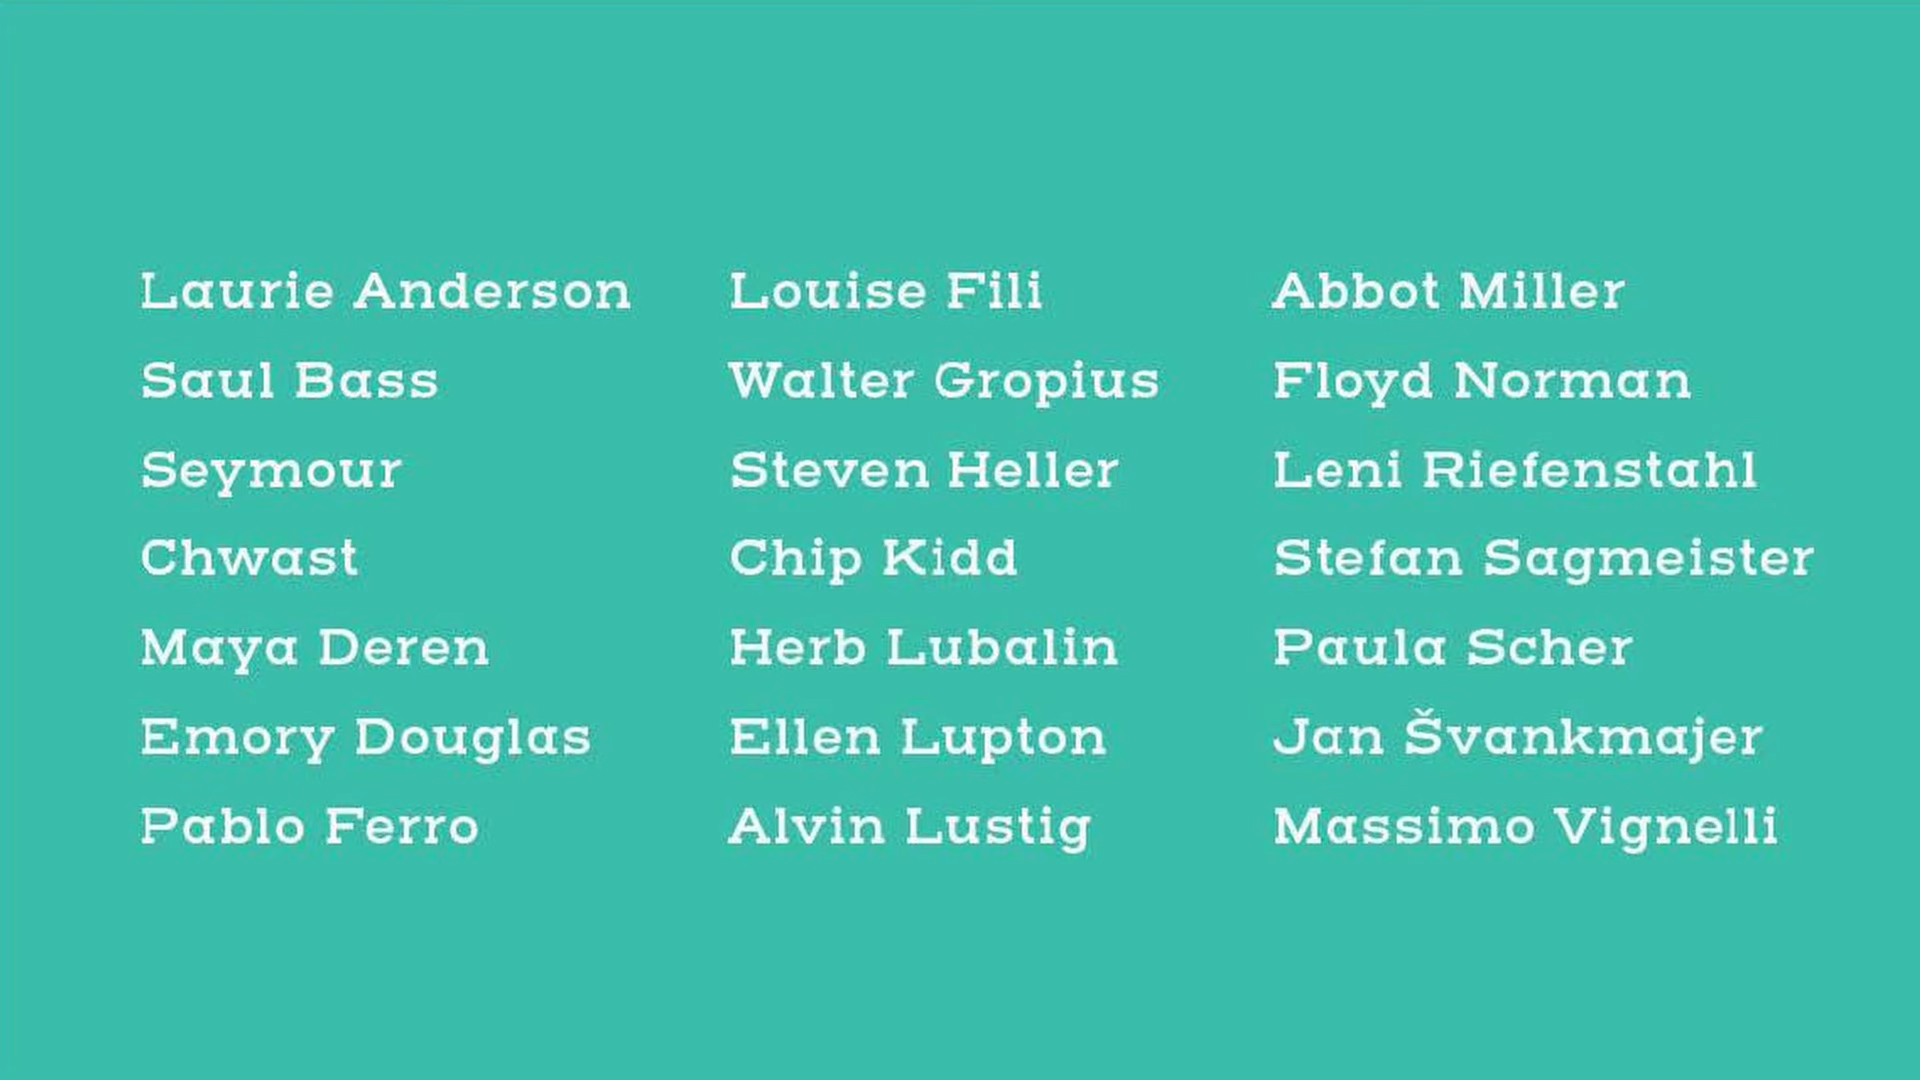 Laurie Anderson
Saul Bass
Seymour
Chwast
Maya Deren
Emory Douglas
Pablo Ferro
Louise Fili
Walter Gropius
Steven Heller
Chip Kidd
Herb Lubalin
Ellen Lupton
Alvin Lustig
Abbot Miller
Floyd Norman
Leni Riefenstahl
Stefan Sagmeister
Paula Scher
Jan Švankmajer
Massimo Vignelli